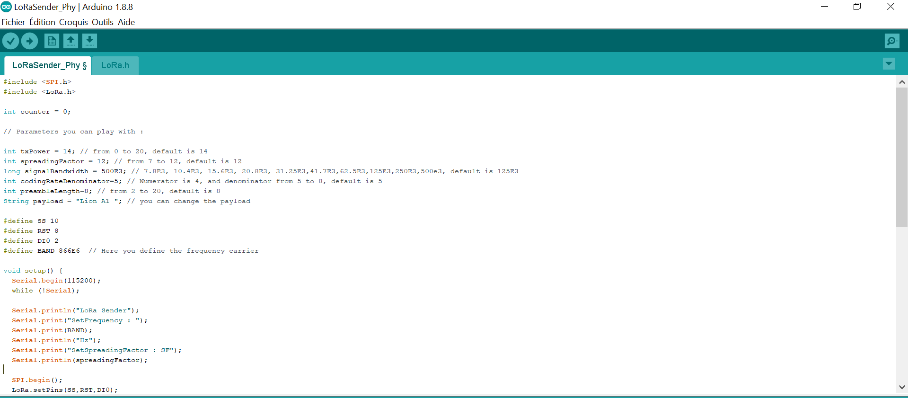 LoRaSender_Phy | Arduino 1.8.8
Fichier Édition Croquis Outils Aide
LoRaSender_Phy § LoRa.h
#include <SPI.h>
#include <LoRa.h>
int counter = 0;
// Parameters you can play with :
int txPower = 14; // from 0 to 20, default is 14
int spreadingFactor = 12; // from 7 to 12, default is 12
long signalBandwidth = 500E3; // 7.8E3, 10.4E3, 15.6E3, 20.8E3, 31.25E3,41.7E3,62.5E3,125E3,250E3,500e3, default is 125E3
int codingRateDenominator=5; // Numerator is 4, and denominator from 5 to 8, default is 5
int preambleLength=8; // from 2 to 20, default is 8
String payload = "Lion A1 "; // you can change the payload
#define SS 10
#define RST 8
#define DI0 2
#define BAND 866E6 // Here you define the frequency carrier
void setup() {
Serial.begin(115200);
while (!Serial);
Serial.println("LoRa Sender");
Serial.print("SetFrequency : ");
Serial.print(BAND);
Serial.println("Hz");
Serial.print("SetSpreadingFactor : SF");
Serial.println(spreadingFactor);
SPI.begin();
LoRa.setPins(SS,RST,DI0);